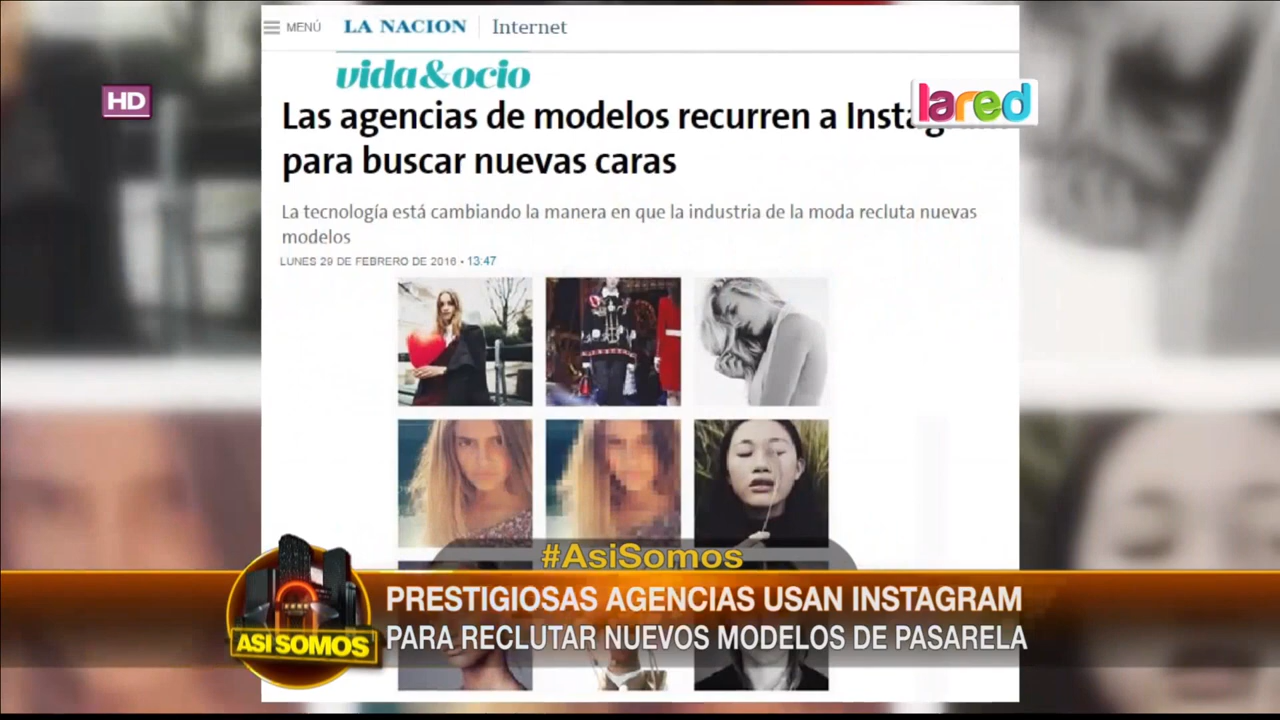 MENÚ LA NACION Internet
vida&ocio
HD
lared
Las agencias de modelos recurren a Instagram
para buscar nuevas caras
La tecnología está cambiando la manera en que la industria de la moda recluta nuevas
modelos
LUNES 29 DE FEBRERO DE 2016 • 13:47
#AsiSomos
ASI SOMOS
PRESTIGIOSAS AGENCIAS USAN INSTAGRAM
PARA RECLUTAR NUEVOS MODELOS DE PASARELA